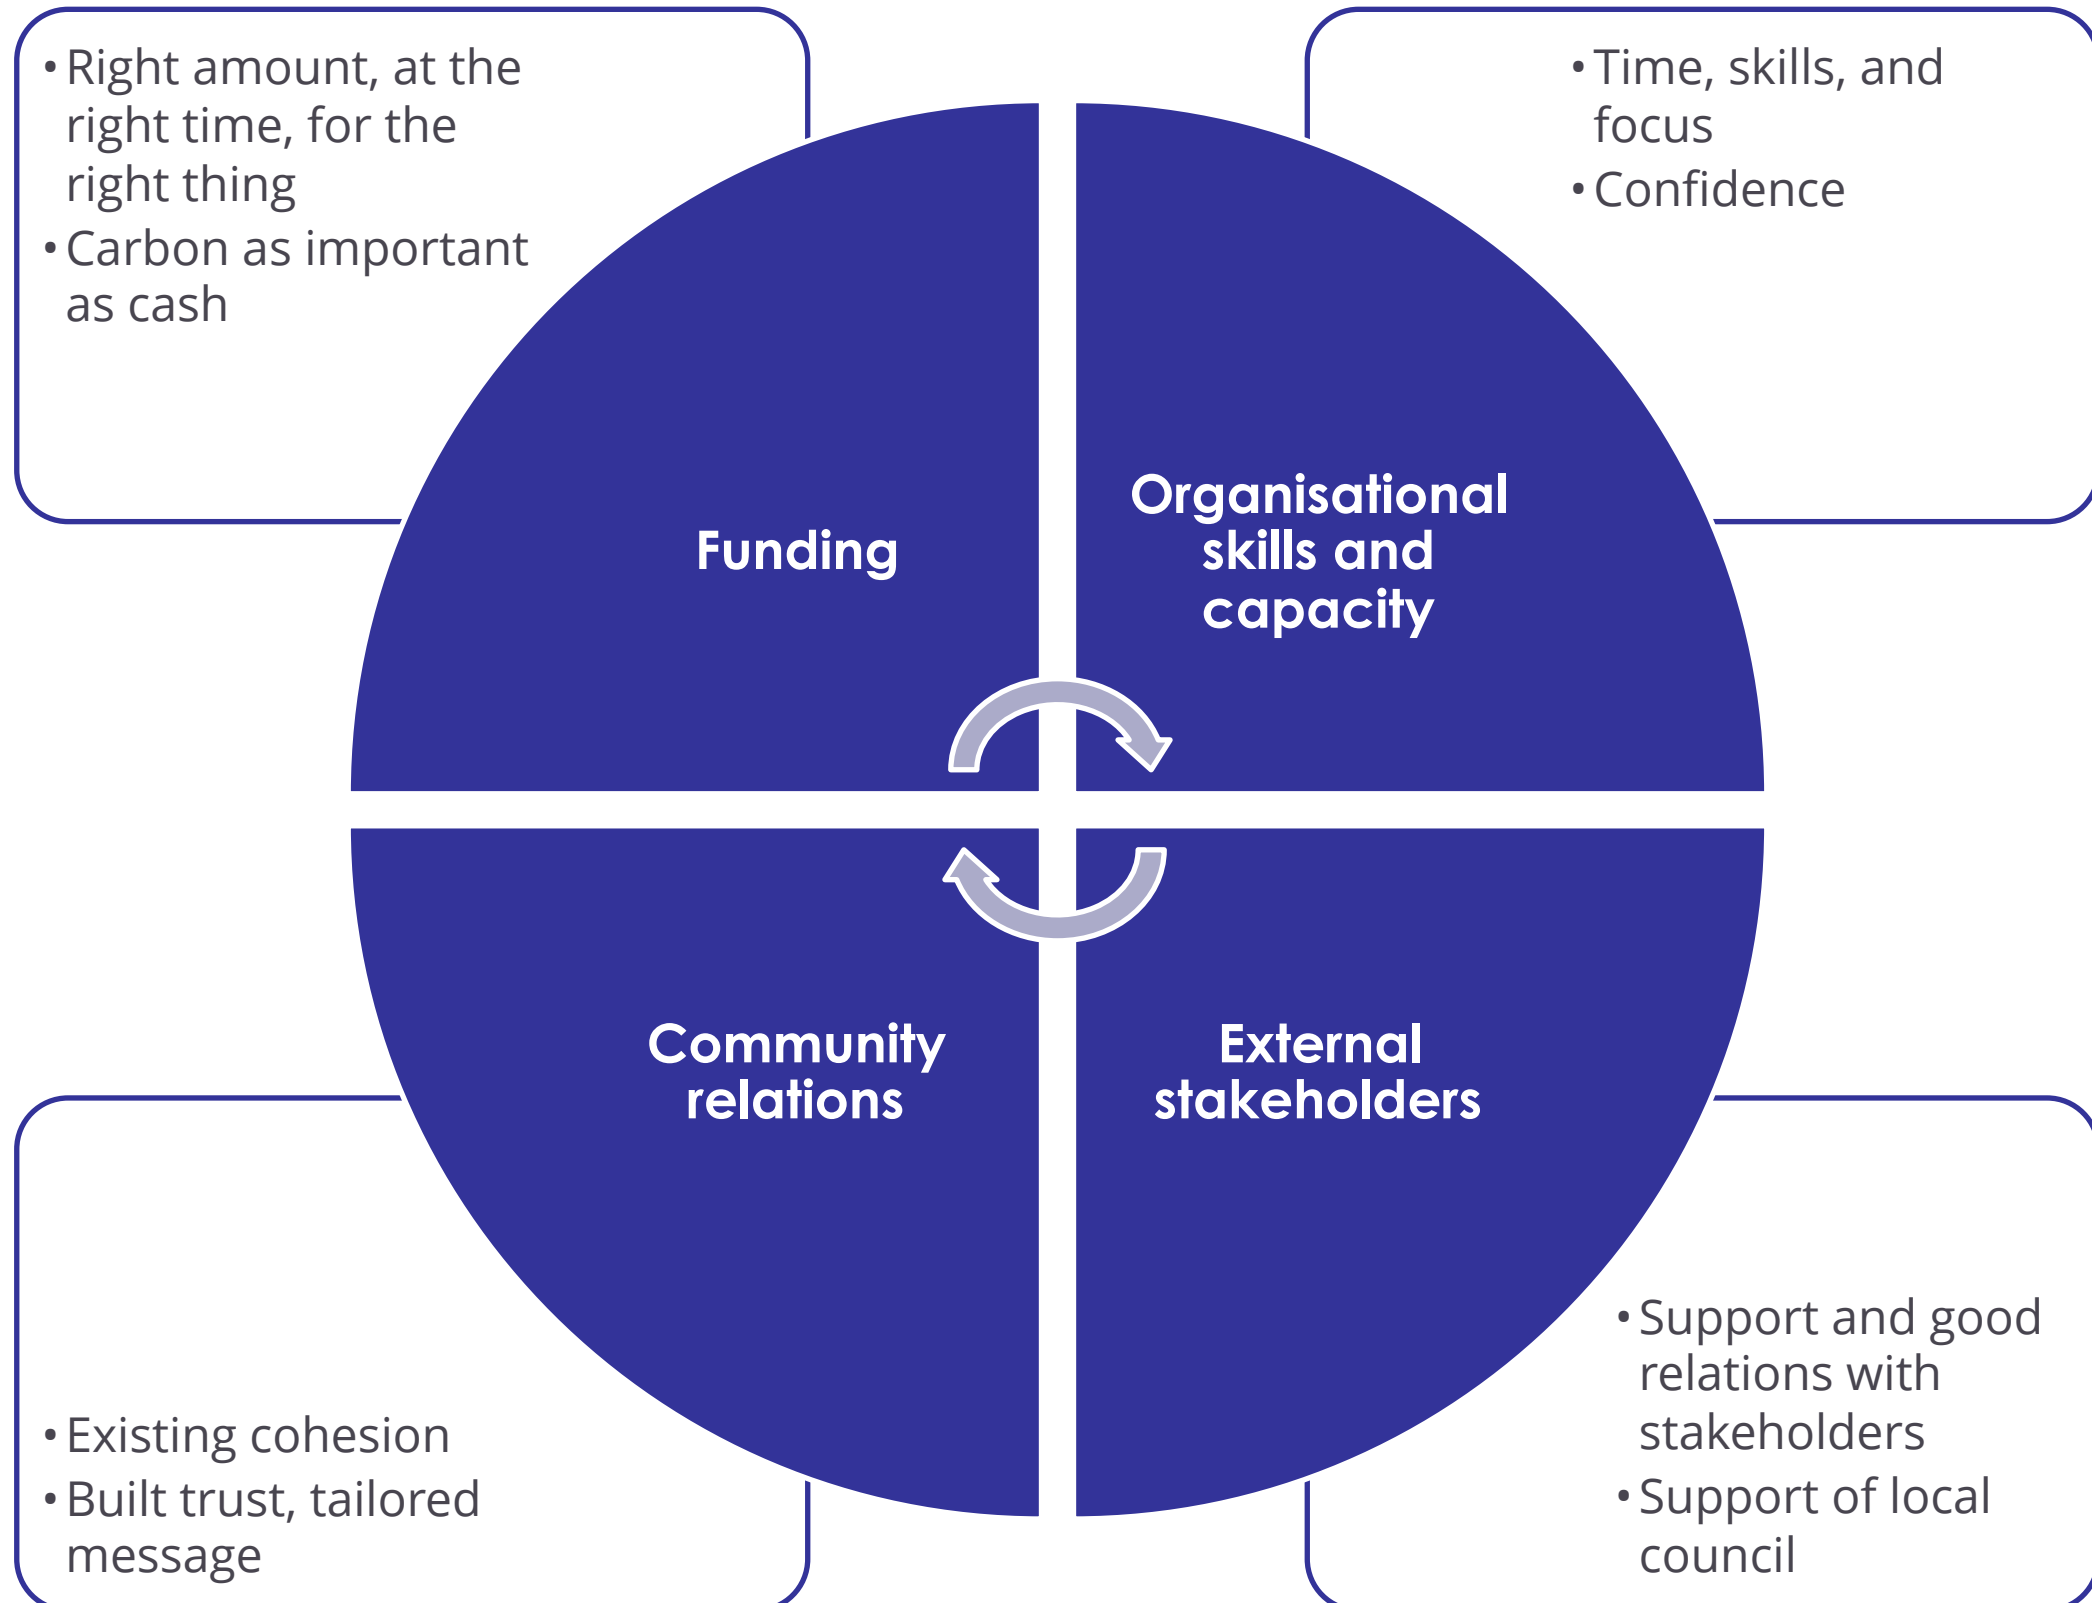 • Right amount, at the
right time, for the
right thing
• Carbon as important
as cash
• Time, skills, and
focus
• Confidence
Funding
Organisational
skills and
capacity
Community
relations
External
stakeholders
• Existing cohesion
• Built trust, tailored
message
• Support and good
relations with
stakeholders
• Support of local
council